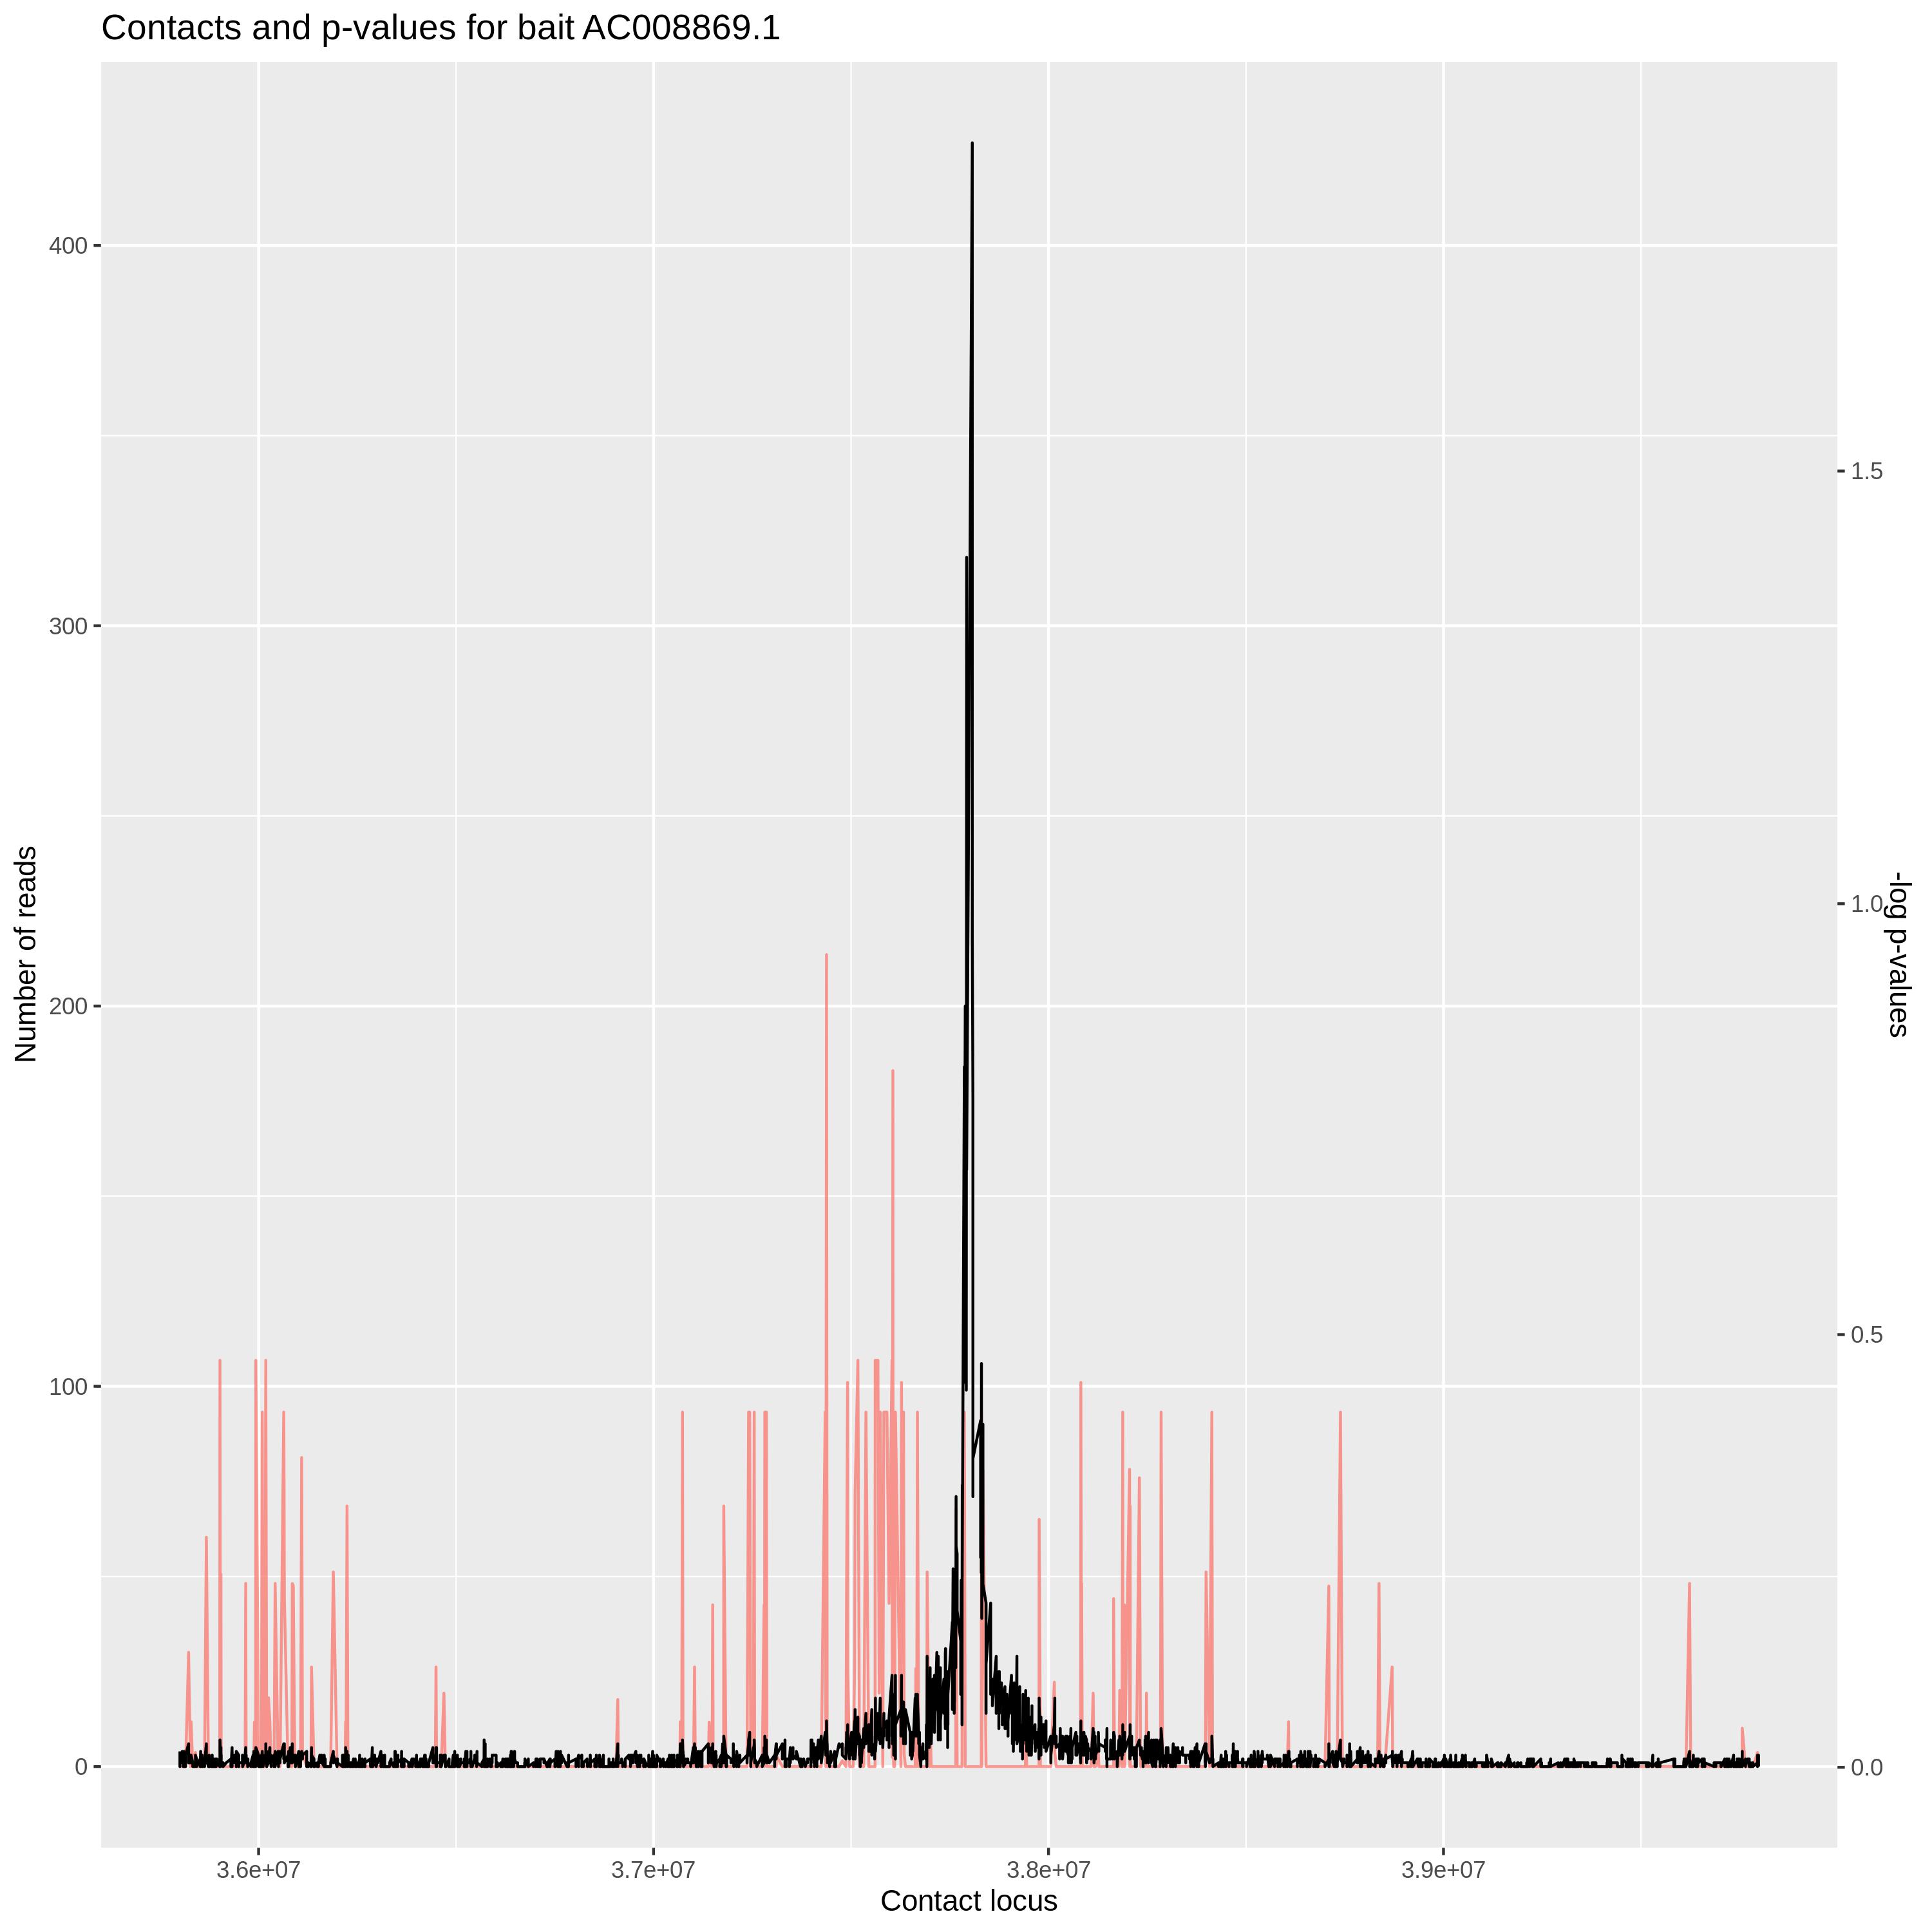 Contacts and p-values for bait AC008869.1
400
300
200
100
0
Number of reads
1.5
1.0
0.5
0.0
-log p-values
3.6e+07 3.7e+07 3.8e+07 3.9e+07
Contact locus